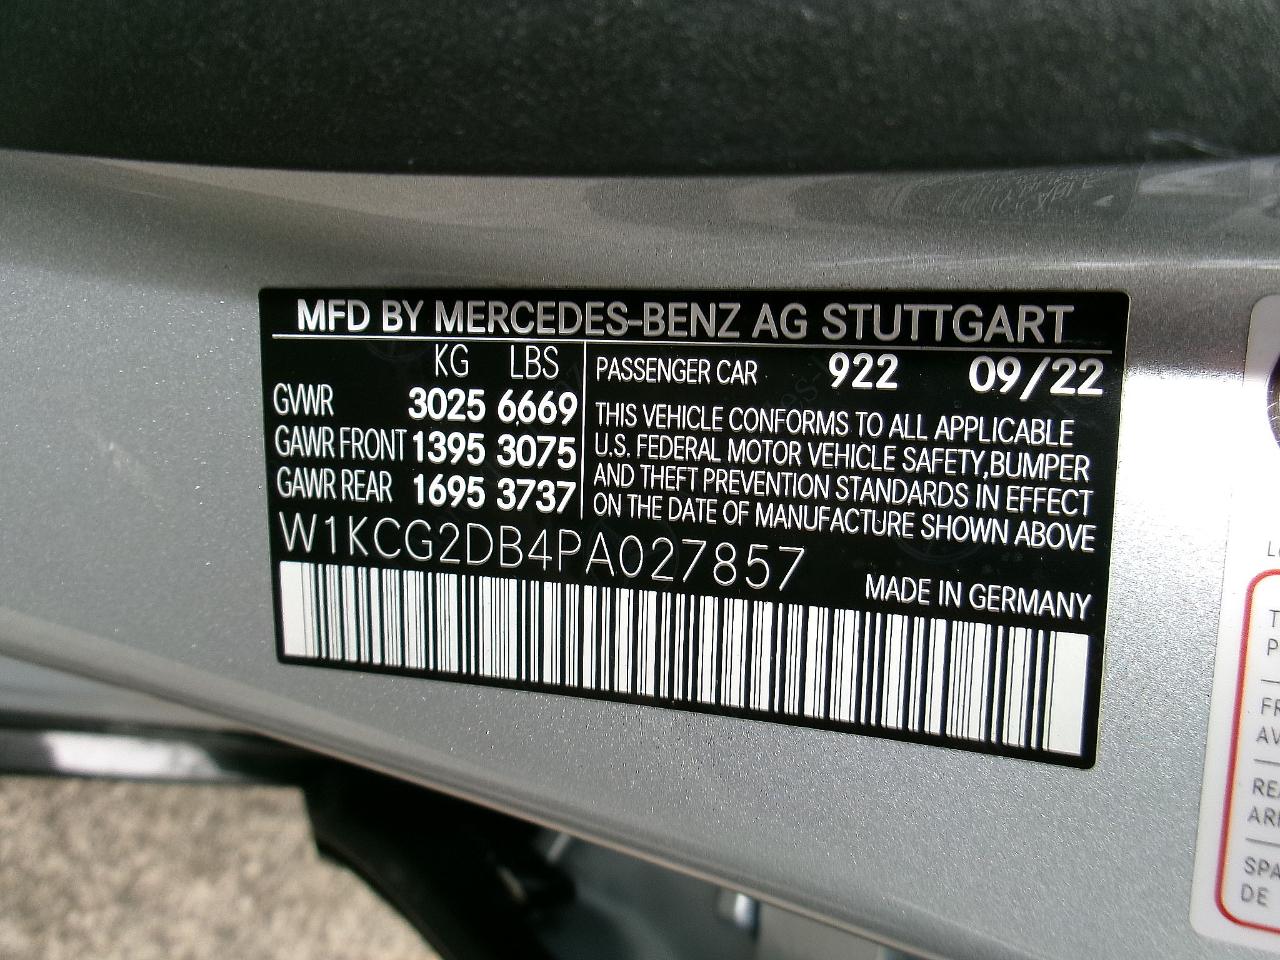 MFD BY MERCEDES-BENZ AG STUTTGART
KG LBS
GVWR 3025 6669
GAWR FRONT 1395 3075
GAWR REAR 1695 3737
PASSENGER CAR 922 09/22
THIS VEHICLE CONFORMS TO ALL APPLICABLE
U.S. FEDERAL MOTOR VEHICLE SAFETY,BUMPER
AND THEFT PREVENTION STANDARDS IN EFFECT
ON THE DATE OF MANUFACTURE SHOWN ABOVE
W1KCG2DB4PA027857
MADE IN GERMANY
DE